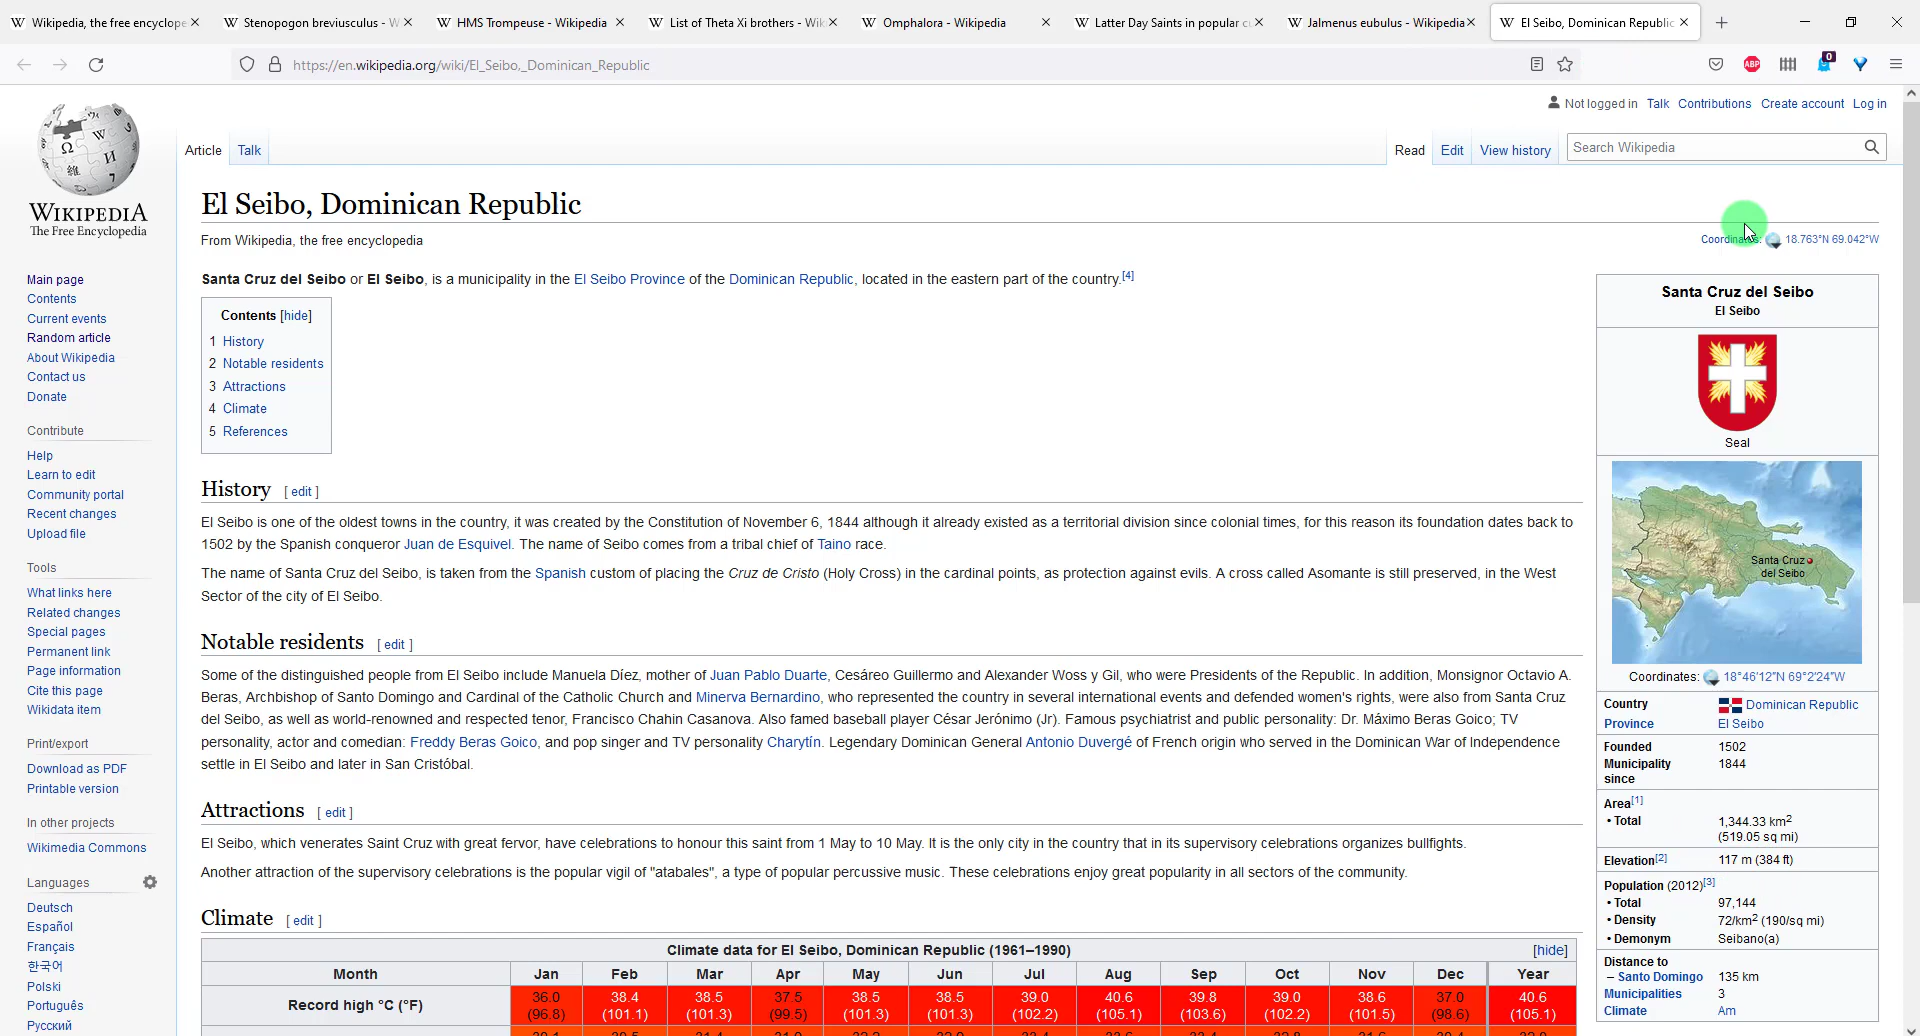 Wikipedia, the free encyclope
Stenopogon breviusculus - W
HMS Trompeuse - Wikipedia
List of Theta Xi brothers - Wik
Omphalora - Wikipedia
Latter Day Saints in popular cu
Jalmenus eubulus - Wikipedia
El Seibo, Dominican Republic
https://en.wikipedia.org/wiki/El_Seibo,_Dominican_Republic
ABP
0
Not logged in Talk Contributions Create account Log in
Article Talk
Read Edit View history
Search Wikipedia
WIKIPEDIA
The Free Encyclopedia
Main page
Contents
Current events
Random article
About Wikipedia
Contact us
Donate
Contribute
Help
Learn to edit
Community portal
Recent changes
Upload file
Tools
What links here
Related changes
Special pages
Permanent link
Page information
Cite this page
Wikidata item
Print/export
Download as PDF
Printable version
In other projects
Wikimedia Commons
Languages
Deutsch
Español
Français
한국어
Polski
Português
Русский
El Seibo, Dominican Republic
From Wikipedia, the free encyclopedia
Coordinates: 18.763°N 69.042°W
Santa Cruz del Seibo or El Seibo, is a municipality in the El Seibo Province of the Dominican Republic, located in the eastern part of the country.[4]
Contents [hide]
1 History
2 Notable residents
3 Attractions
4 Climate
5 References
History [ edit ]
El Seibo is one of the oldest towns in the country, it was created by the Constitution of November 6, 1844 although it already existed as a territorial division since colonial times, for this reason its foundation dates back to
1502 by the Spanish conqueror Juan de Esquivel. The name of Seibo comes from a tribal chief of Taino race.
The name of Santa Cruz del Seibo, is taken from the Spanish custom of placing the Cruz de Cristo (Holy Cross) in the cardinal points, as protection against evils. A cross called Asomante is still preserved, in the West
Sector of the city of El Seibo.
Notable residents [ edit ]
Some of the distinguished people from El Seibo include Manuela Díez, mother of Juan Pablo Duarte, Cesáreo Guillermo and Alexander Woss y Gil, who were Presidents of the Republic. In addition, Monsignor Octavio A.
Beras, Archbishop of Santo Domingo and Cardinal of the Catholic Church and Minerva Bernardino, who represented the country in several international events and defended women's rights, were also from Santa Cruz
del Seibo, as well as world-renowned and respected tenor, Francisco Chahin Casanova. Also famed baseball player César Jerónimo (Jr). Famous psychiatrist and public personality: Dr. Máximo Beras Goico; TV
personality, actor and comedian: Freddy Beras Goico, and pop singer and TV personality Charytín. Legendary Dominican General Antonio Duvergé of French origin who served in the Dominican War of Independence
settle in El Seibo and later in San Cristóbal.
Attractions [ edit ]
El Seibo, which venerates Saint Cruz with great fervor, have celebrations to honour this saint from 1 May to 10 May. It is the only city in the country that in its supervisory celebrations organizes bullfights.
Another attraction of the supervisory celebrations is the popular vigil of "atabales", a type of popular percussive music. These celebrations enjoy great popularity in all sectors of the community.
Climate [ edit ]
Climate data for El Seibo, Dominican Republic (1961–1990) [hide]
Month Jan Feb Mar Apr May Jun Jul Aug Sep Oct Nov Dec Year
Record high °C (°F) 36.0 38.4 38.5 37.5 38.5 38.5 39.0 40.6 39.8 39.0 38.6 37.0 40.6
(96.8) (101.1) (101.3) (99.5) (101.3) (101.3) (102.2) (105.1) (103.6) (102.2) (101.5) (98.6) (105.1)
Santa Cruz del Seibo
El Seibo
Seal
Santa Cruz
del Seibo
Coordinates: 18°46′12″N 69°2′24″W
Country Dominican Republic
Province El Seibo
Founded 1502
Municipality 1844
since
Area[1]
• Total 1,344.33 km2
(519.05 sq mi)
Elevation[2] 117 m (384 ft)
Population (2012)[3]
• Total 97,144
• Density 72/km2 (190/sq mi)
• Demonym Seibano(a)
Distance to
– Santo Domingo 135 km
Municipalities 3
Climate Am